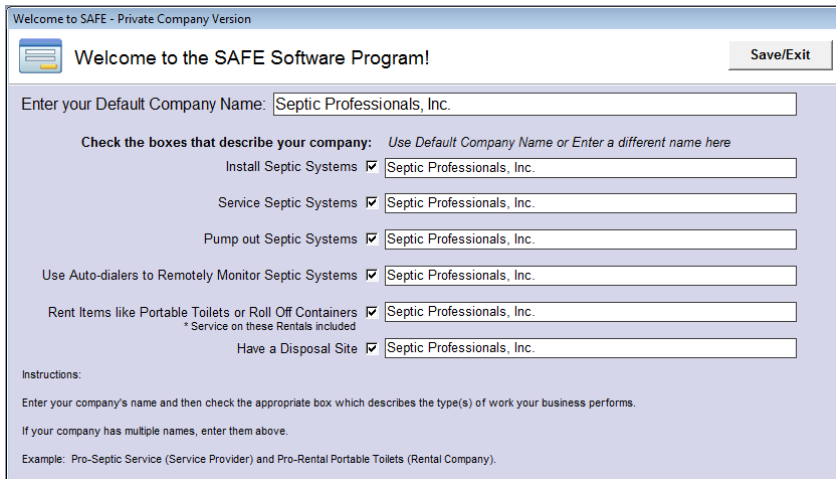 Welcome to SAFE - Private Company Version
Welcome to the SAFE Software Program!
Save/Exit
Enter your Default Company Name: Septic Professionals, Inc.
Check the boxes that describe your company: Use Default Company Name or Enter a different name here
Install Septic Systems Septic Professionals, Inc.
Service Septic Systems Septic Professionals, Inc.
Pump out Septic Systems Septic Professionals, Inc.
Use Auto-dialers to Remotely Monitor Septic Systems Septic Professionals, Inc.
Rent Items like Portable Toilets or Roll Off Containers Septic Professionals, Inc.
* Service on these Rentals included
Have a Disposal Site Septic Professionals, Inc.
Instructions:
Enter your company's name and then check the appropriate box which describes the type(s) of work your business performs.
If your company has multiple names, enter them above.
Example: Pro-Septic Service (Service Provider) and Pro-Rental Portable Toilets (Rental Company).